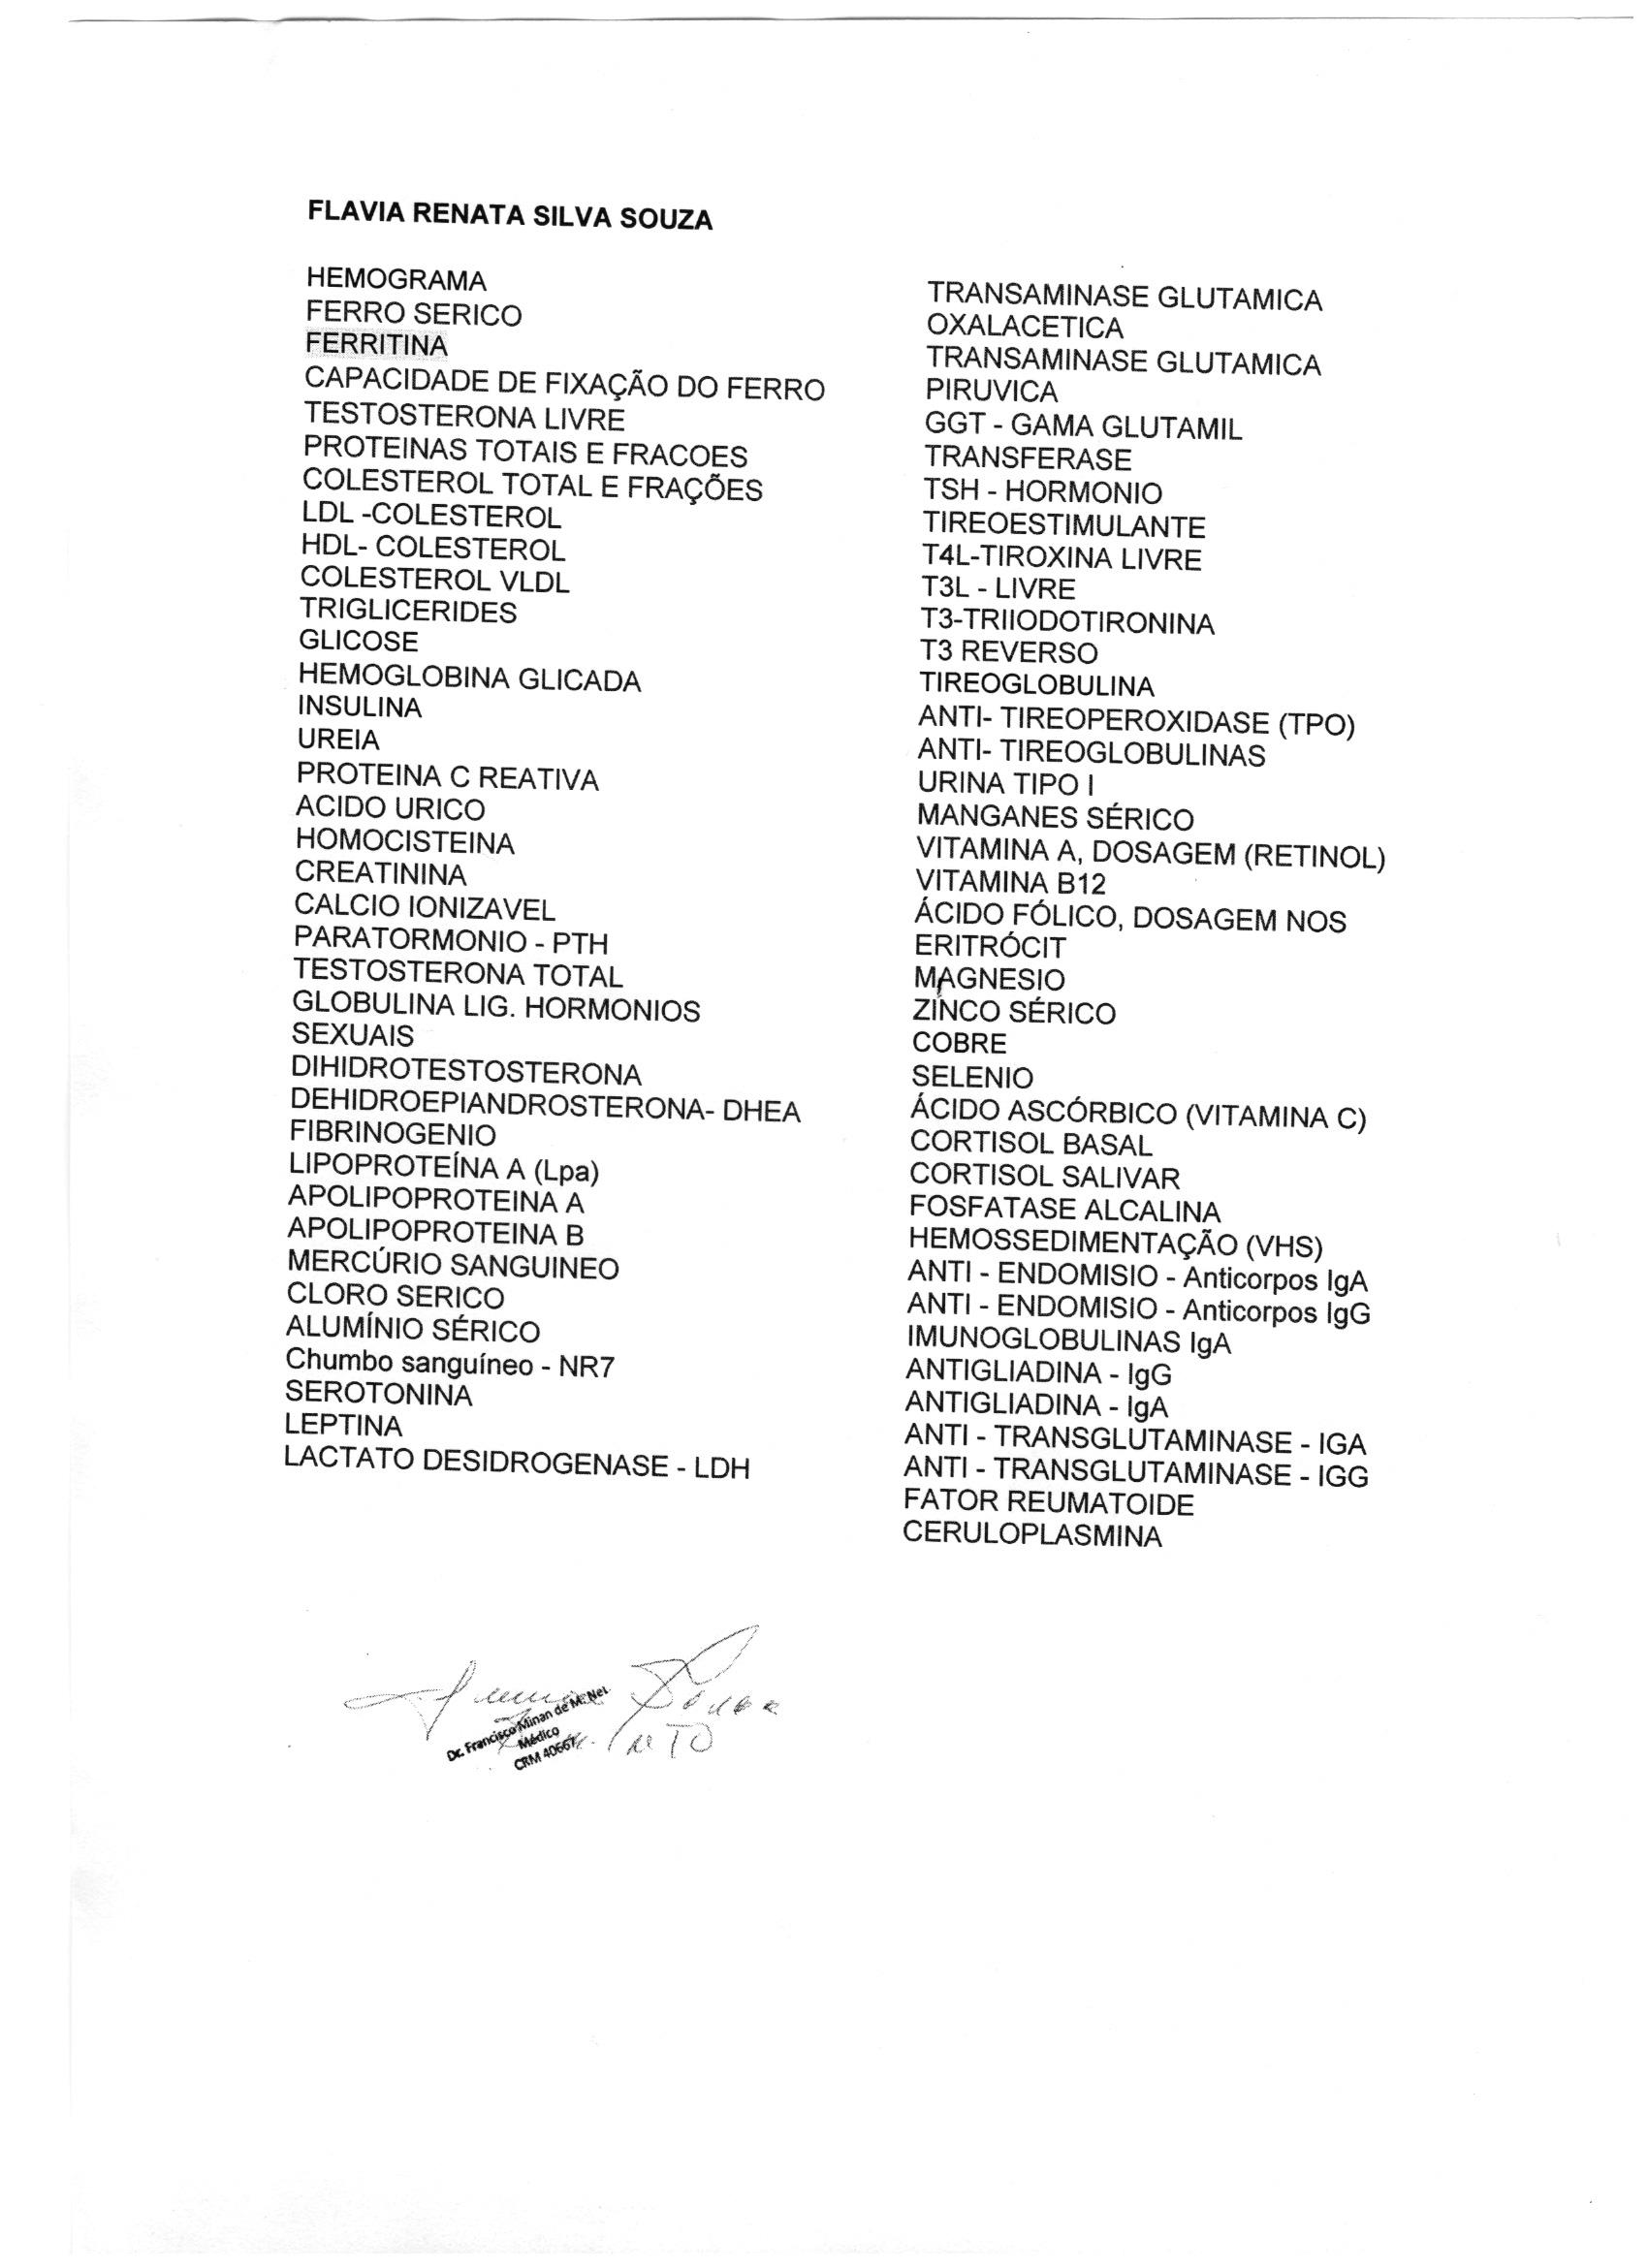 FLAVIA RENATA SILVA SOUZA
HEMOGRAMA
FERRO SERICO
FERRITINA
CAPACIDADE DE FIXAÇÃO DO FERRO
TESTOSTERONA LIVRE
PROTEINAS TOTAIS E FRACOES
COLESTEROL TOTAL E FRAÇÕES
LDL -COLESTEROL
HDL- COLESTEROL
COLESTEROL VLDL
TRIGLICERIDES
GLICOSE
HEMOGLOBINA GLICADA
INSULINA
UREIA
PROTEINA C REATIVA
ACIDO URICO
HOMOCISTEINA
CREATININA
CALCIO IONIZAVEL
PARATORMONIO - PTH
TESTOSTERONA TOTAL
GLOBULINA LIG. HORMONIOS
SEXUAIS
DIHIDROTESTOSTERONA
DEHIDROEPIANDROSTERONA- DHEA
FIBRINOGENIO
LIPOPROTEÍNA A (Lpa)
APOLIPOPROTEINA A
APOLIPOPROTEINA B
MERCÚRIO SANGUINEO
CLORO SERICO
ALUMÍNIO SÉRICO
Chumbo sanguíneo - NR7
SEROTONINA
LEPTINA
LACTATO DESIDROGENASE - LDH
TRANSAMINASE GLUTAMICA
OXALACETICA
TRANSAMINASE GLUTAMICA
PIRUVICA
GGT - GAMA GLUTAMIL
TRANSFERASE
TSH - HORMONIO
TIREOESTIMULANTE
T4L-TIROXINA LIVRE
T3L - LIVRE
T3-TRIIODOTIRONINA
T3 REVERSO
TIREOGLOBULINA
ANTI- TIREOPEROXIDASE (TPO)
ANTI- TIREOGLOBULINAS
URINA TIPO I
MANGANES SÉRICO
VITAMINA A, DOSAGEM (RETINOL)
VITAMINA B12
ÁCIDO FÓLICO, DOSAGEM NOS
ERITRÓCIT
MAGNESIO
ZINCO SÉRICO
COBRE
SELENIO
ÁCIDO ASCÓRBICO (VITAMINA C)
CORTISOL BASAL
CORTISOL SALIVAR
FOSFATASE ALCALINA
HEMOSSEDIMENTAÇÃO (VHS)
ANTI - ENDOMISIO - Anticorpos IgA
ANTI - ENDOMISIO - Anticorpos IgG
IMUNOGLOBULINAS IgA
ANTIGLIADINA - IgG
ANTIGLIADINA - IgA
ANTI - TRANSGLUTAMINASE - IGA
ANTI - TRANSGLUTAMINASE - IGG
FATOR REUMATOIDE
CERULOPLASMINA
Dr. Francisco Minan de M. Nel
Médico
CRM 40667